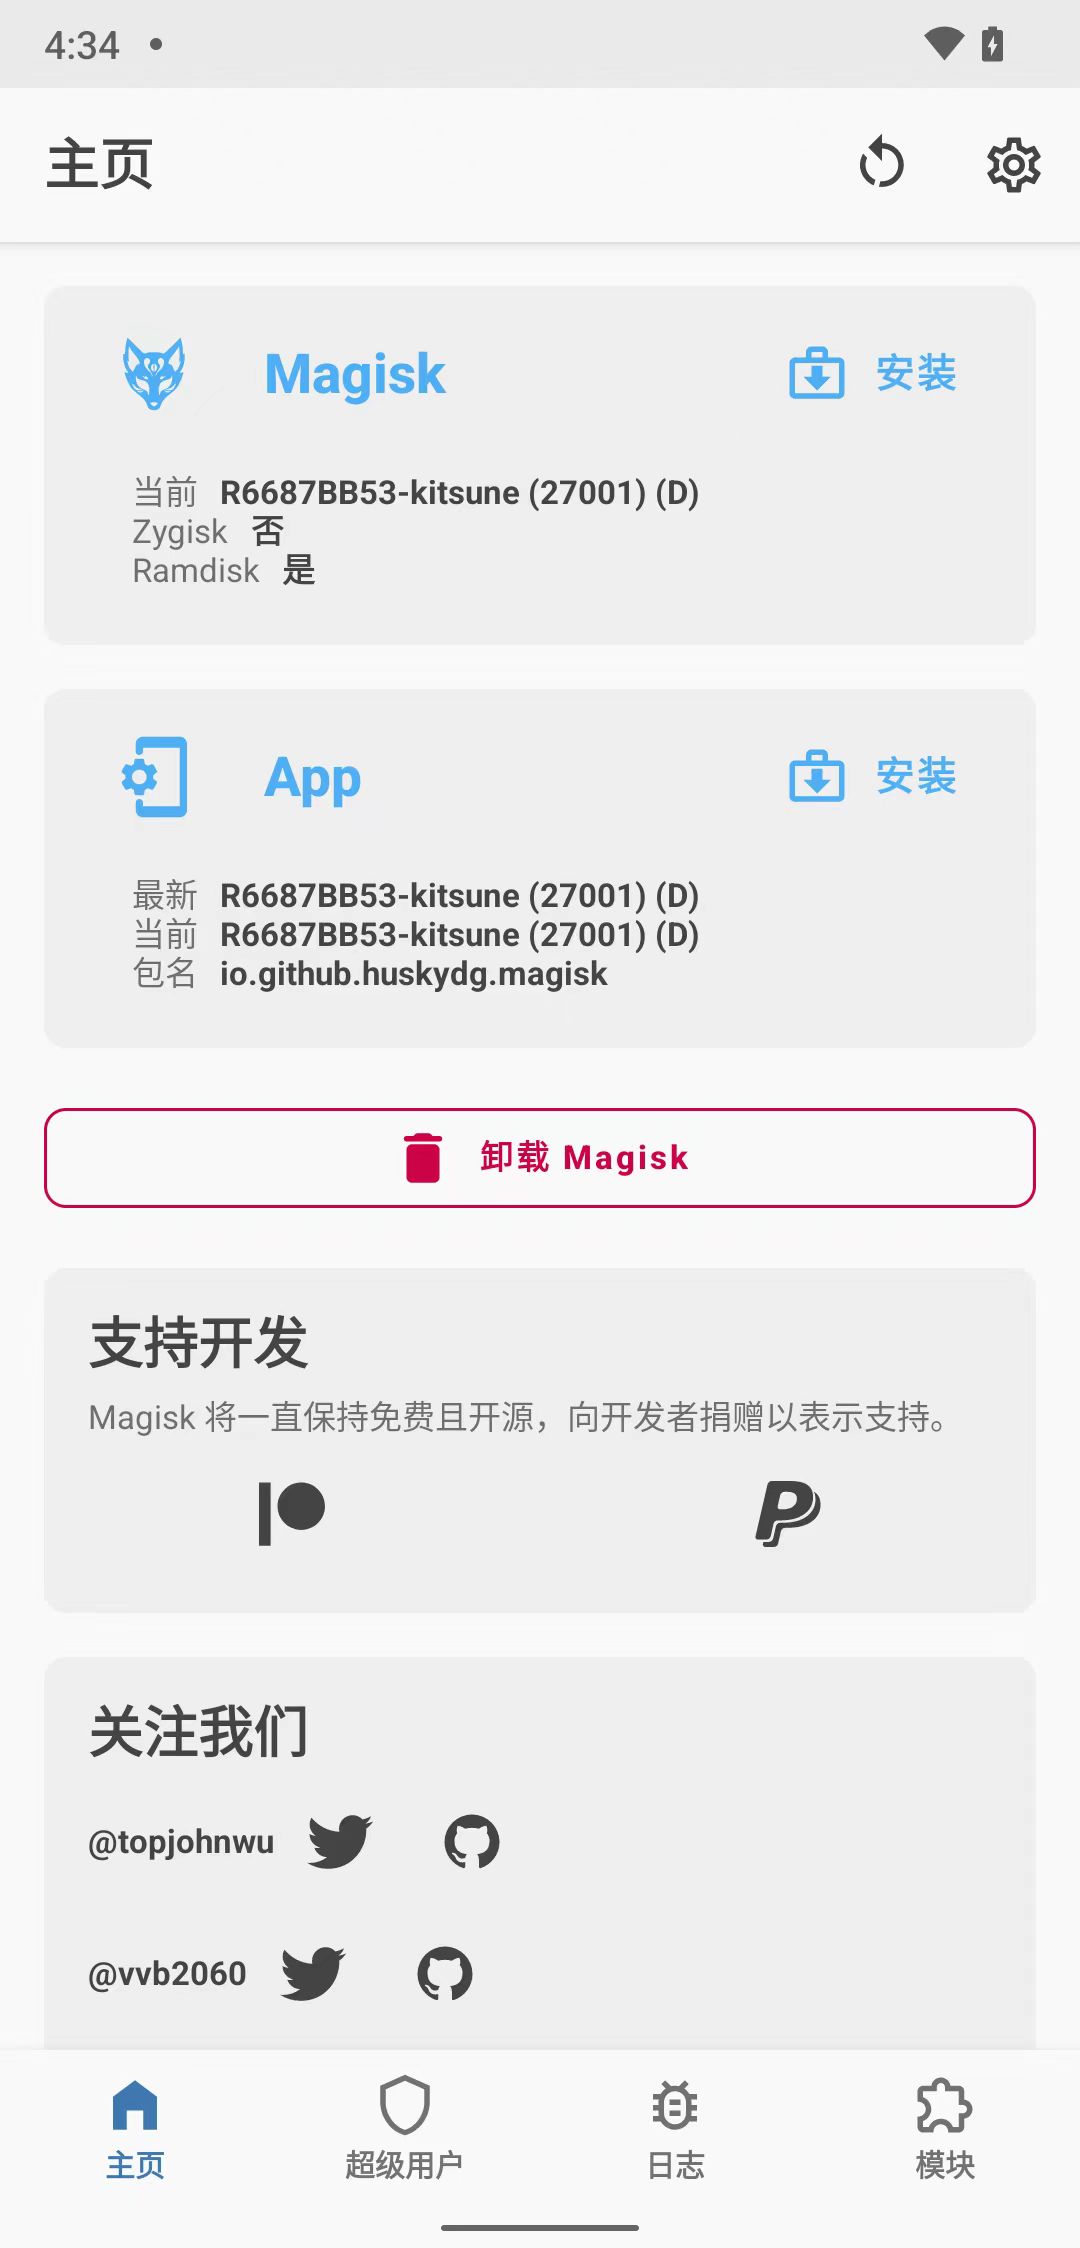 4:34
主页
Magisk
安装
当前 R6687BB53-kitsune (27001) (D)
Zygisk 否
Ramdisk 是
App
安装
最新 R6687BB53-kitsune (27001) (D)
当前 R6687BB53-kitsune (27001) (D)
包名 io.github.huskydg.magisk
卸载 Magisk
支持开发
Magisk 将一直保持免费且开源，向开发者捐赠以表示支持。
关注我们
@topjohnwu
@vvb2060
主页
超级用户
日志
模块